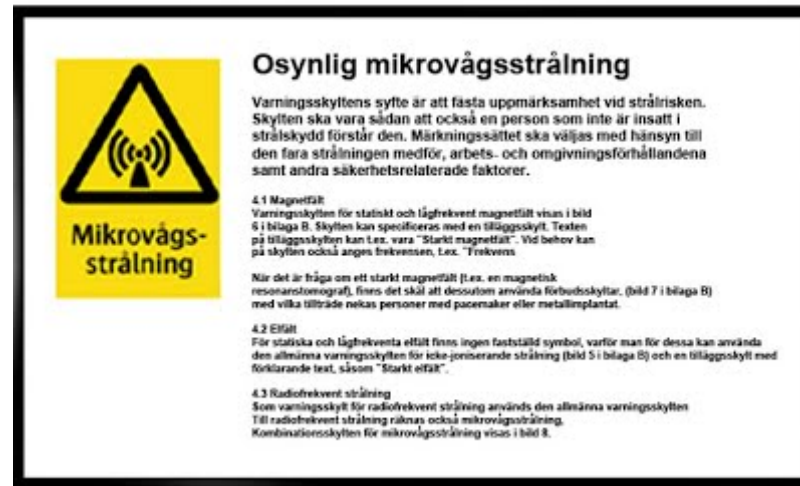 Mikrovågs-
strålning
Osynlig mikrovågsstrålning
Varningsskyltens syfte är att fästa uppmärksamhet vid strålrisken.
Skylten ska vara sådan att också en person som inte är insatt i
strålskydd förstår den. Märkningssättet ska väljas med hänsyn till
den fara strålningen medför, arbets- och omgivningsförhållandena
samt andra säkerhetsrelaterade faktorer.
4.1 Magnetfält
Varningsskylten för statiskt och lågfrekvent magnetfält visas i bild
6 i bilaga B. Skylten kan specificeras med en tilläggsskylt. Texten
på tilläggsskylten kan t.ex. vara "Starkt magnetfält". Vid behov kan
på skylten också anges frekvensen, t.ex. "Frekvens
När det är fråga om ett starkt magnetfält (t.ex. en magnetisk
resonanstomograf), finns det skäl att dessutom använda förbudsskyltar, (bild 7 i bilaga B)
med vilka tillträde nekas personer med pacemaker eller metallimplantat.
4.2 Elfält
För statiska och lågfrekventa elfält finns ingen fastställd symbol, varför man för dessa kan använda
den allmänna varningsskylten för icke-joniserande strålning (bild 5 i bilaga B) och en tilläggsskylt med
förklarande text, såsom "Starkt elfält".
4.3 Radiofrekvent strålning
Som varningsskylt för radiofrekvent strålning används den allmänna varningsskylten
Till radiofrekvent strålning räknas också mikrovågsstrålning,
Kombinationsskylten för mikrovågsstrålning visas i bild 8.